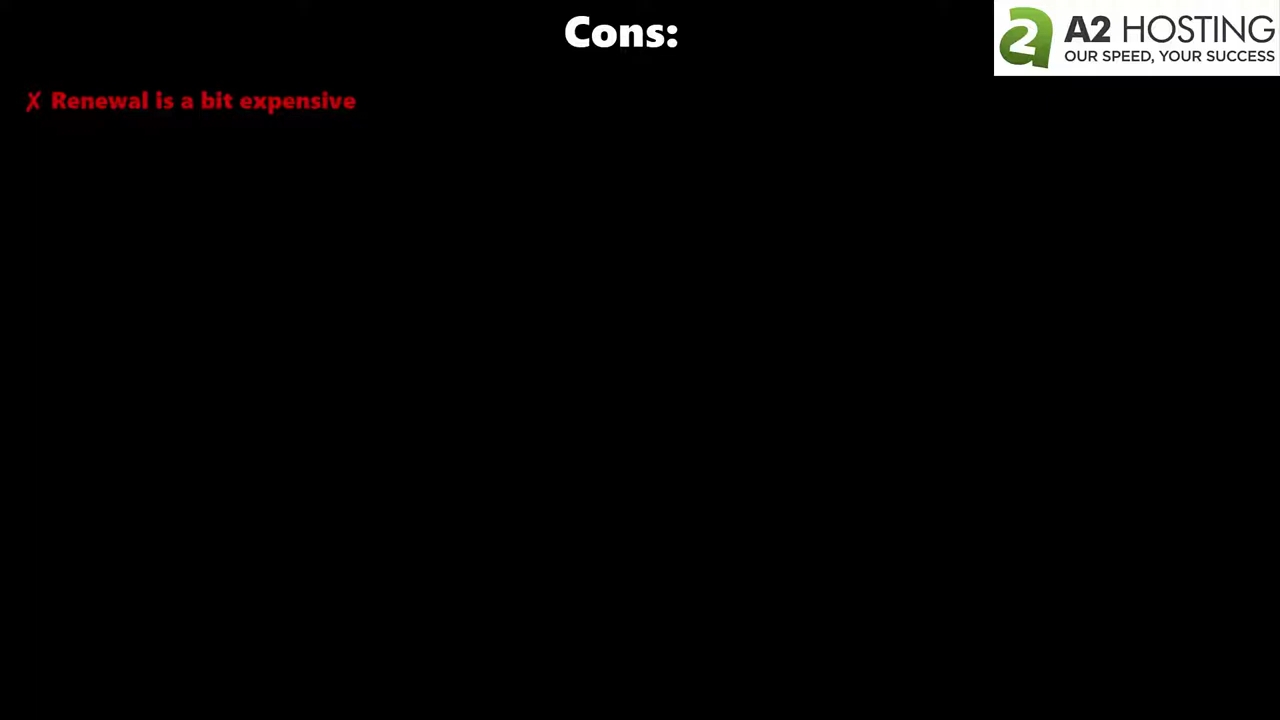 Cons:
A2 HOSTING
OUR SPEED, YOUR SUCCESS
✗ Renewal is a bit expensive